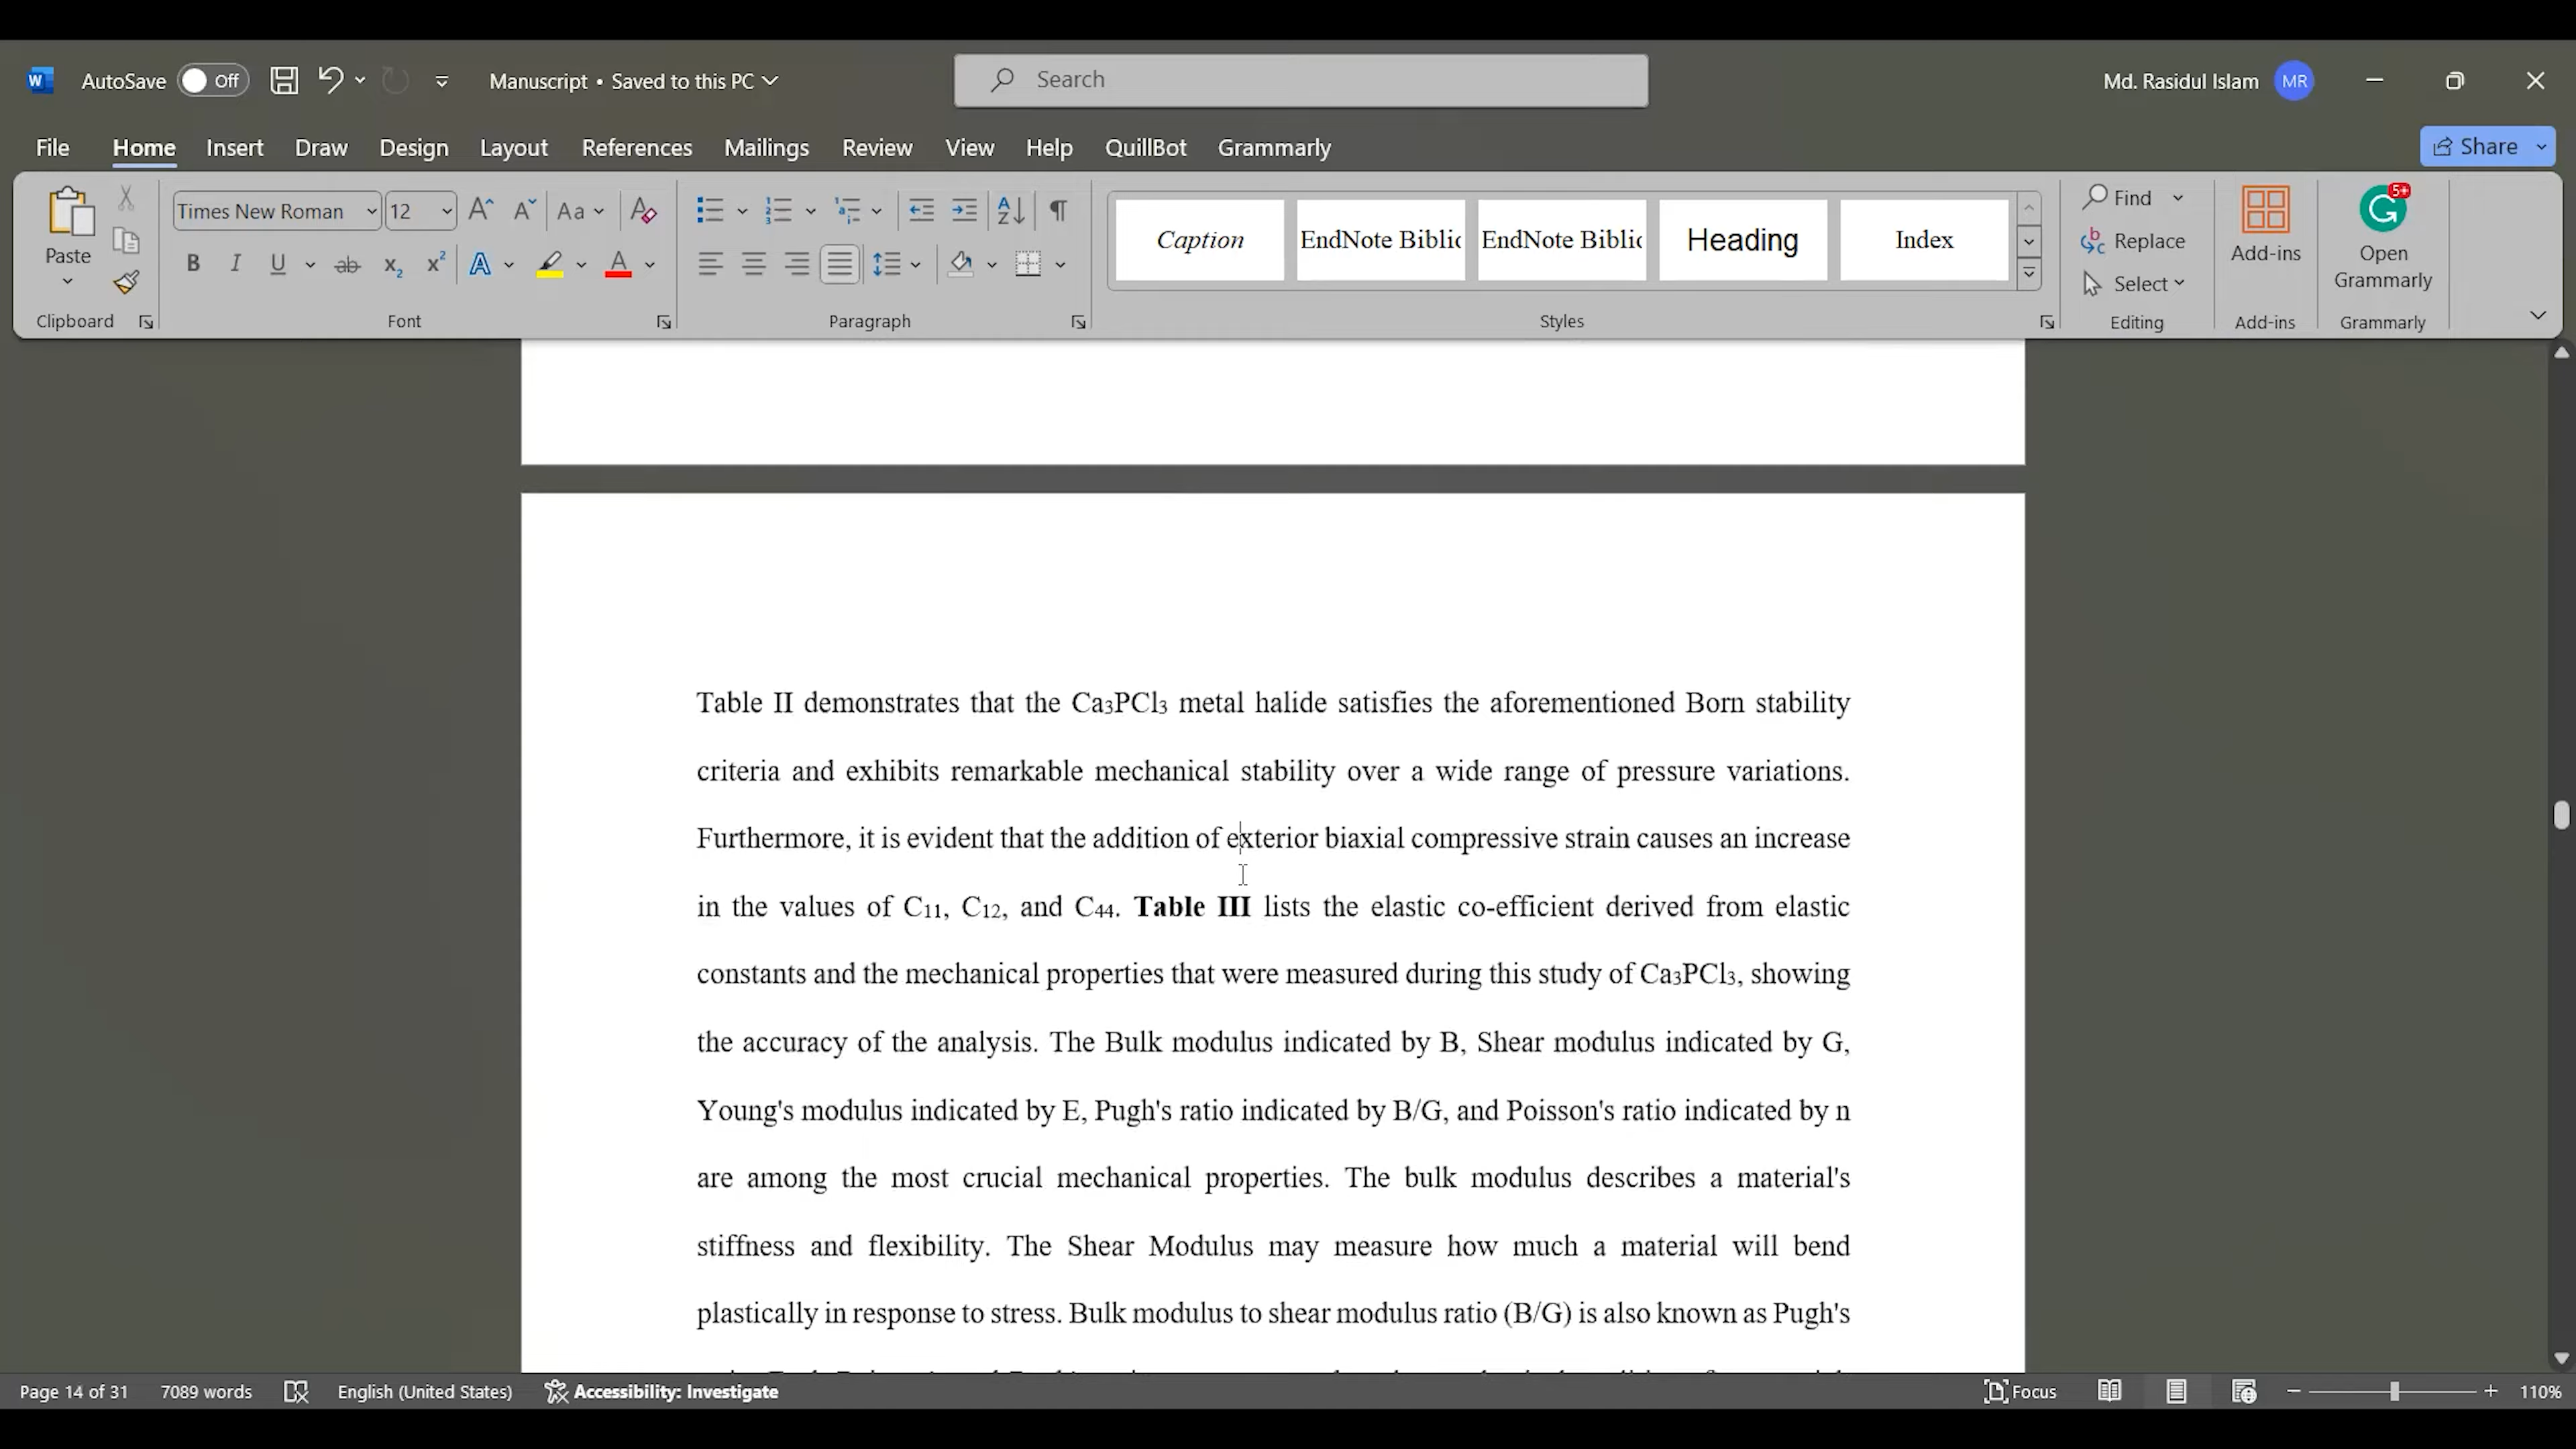 AutoSave Off Manuscript • Saved to this PC Search Md. Rasidul Islam MR
File Home Insert Draw Design Layout References Mailings Review View Help QuillBot Grammarly Share
Paste
Clipboard
Times New Roman 12 Aa
B I U ab x₂ x² A A
Font
Paragraph
Caption EndNote Biblic EndNote Biblic Heading Index
Styles
Find
Replace
Select
Editing
Add-ins
Add-ins
5+
Open
Grammarly
Grammarly
Table II demonstrates that the Ca₃PCl₃ metal halide satisfies the aforementioned Born stability
criteria and exhibits remarkable mechanical stability over a wide range of pressure variations.
Furthermore, it is evident that the addition of exterior biaxial compressive strain causes an increase
in the values of C₁₁, C₁₂, and C₄₄. Table III lists the elastic co-efficient derived from elastic
constants and the mechanical properties that were measured during this study of Ca₃PCl₃, showing
the accuracy of the analysis. The Bulk modulus indicated by B, Shear modulus indicated by G,
Young's modulus indicated by E, Pugh's ratio indicated by B/G, and Poisson's ratio indicated by n
are among the most crucial mechanical properties. The bulk modulus describes a material's
stiffness and flexibility. The Shear Modulus may measure how much a material will bend
plastically in response to stress. Bulk modulus to shear modulus ratio (B/G) is also known as Pugh's
Page 14 of 31 7089 words English (United States) Accessibility: Investigate Focus 110%